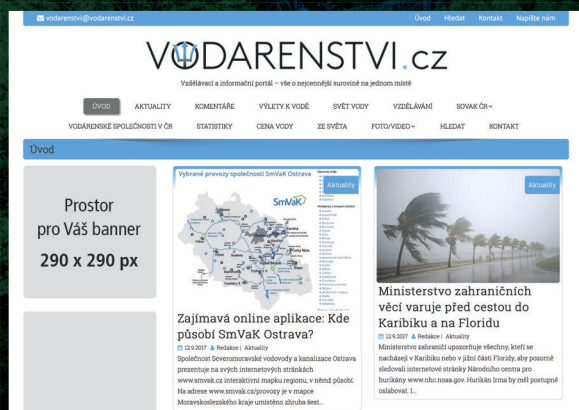 vodarenstvi@vodarenstvi.cz
Úvod Hledat Kontakt Napište nám
VODARENSTVI.cz
Vzdělávací a informační portál – vše o nejcennější surovině na jednom místě
ÚVOD AKTUALITY KOMENTÁŘE VÝLETY K VODĚ SVĚT VODY VZDĚLÁVÁNÍ SOVAK ČR
VODÁRENSKÉ SPOLEČNOSTI V ČR STATISTIKY CENA VODY ZE SVĚTA FOTO/VIDEO HLEDAT KONTAKT
Úvod
Prostor
pro Váš banner
290 x 290 px
Vybrané provozy společnosti SmVaK Ostrava
Aktuality
SmVaK
Zajímavá online aplikace: Kde
působí SmVaK Ostrava?
12.9.2017 Redakce | Aktuality
Společnost Severomoravské vodovody a kanalizace Ostrava
prezentuje na svých internetových stránkách
www.smvak.cz interaktivní mapku regionu, v němž působí.
Na adrese www.smvak.cz/provozy je v mapce
Moravskoslezského kraje umístěno zhruba šest...
Aktuality
Ministerstvo zahraničních
věcí varuje před cestou do
Karibiku a na Floridu
12.9.2017 Redakce | Aktuality
Ministerstvo zahraničí upozorňuje všechny, kteří se
nacházejí v Karibiku nebo v jižní části Floridy, aby pozorně
sledovali internetové stránky Národního centra pro
hurikány www.nhc.noaa.gov. Hurikán Irma by měl postupně
oslabovat. I...